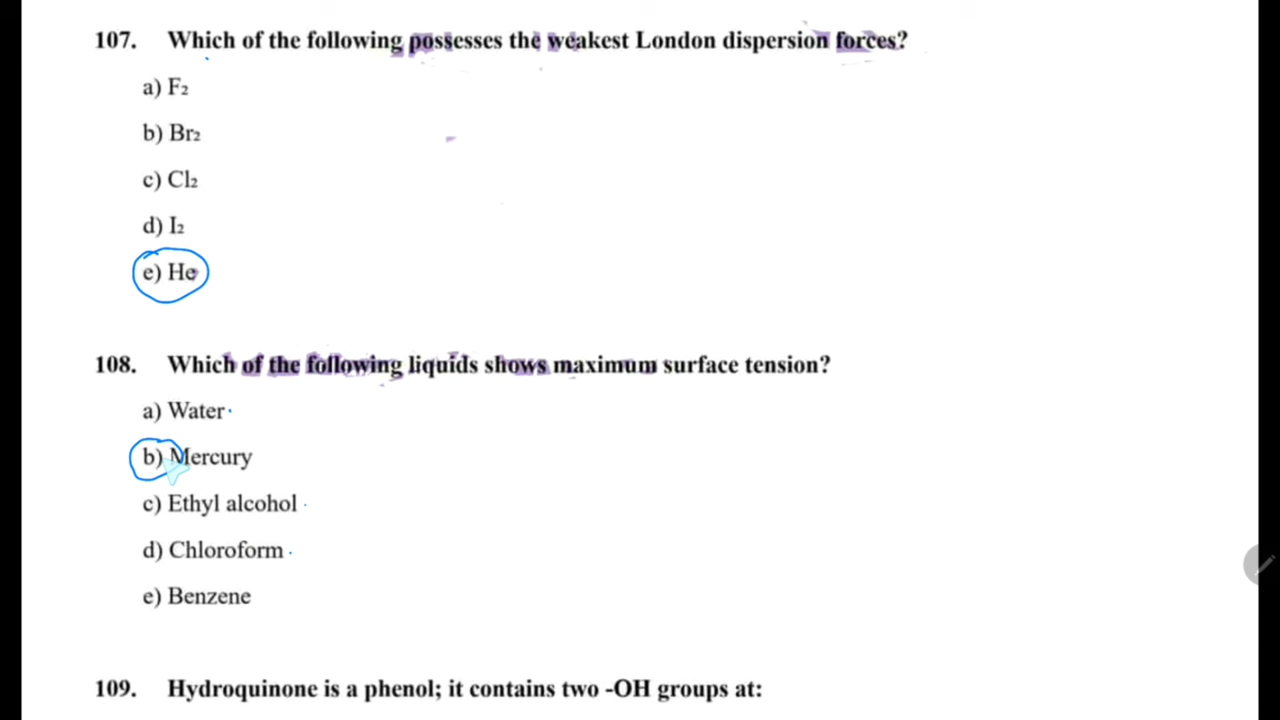 107. Which of the following possesses the weakest London dispersion forces?
a) F₂
b) Br₂
c) Cl₂
d) I₂
e) He
108. Which of the following liquids shows maximum surface tension?
a) Water
b) Mercury
c) Ethyl alcohol
d) Chloroform
e) Benzene
109. Hydroquinone is a phenol; it contains two -OH groups at: